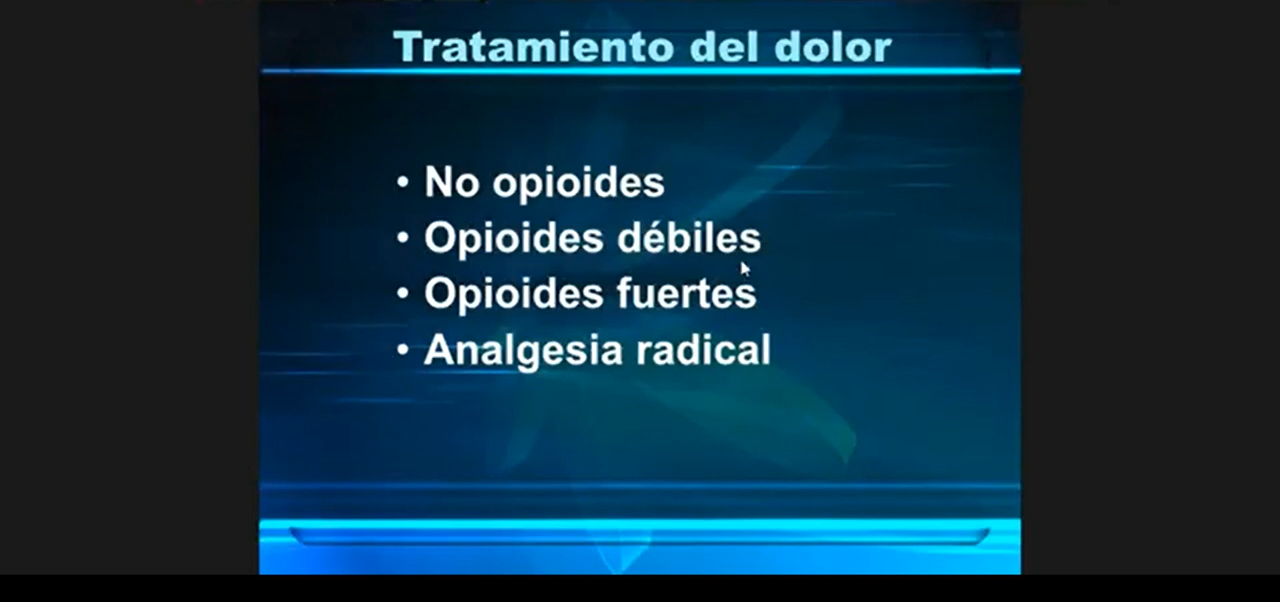 Tratamiento del dolor
• No opioides
• Opioides débiles
• Opioides fuertes
• Analgesia radical